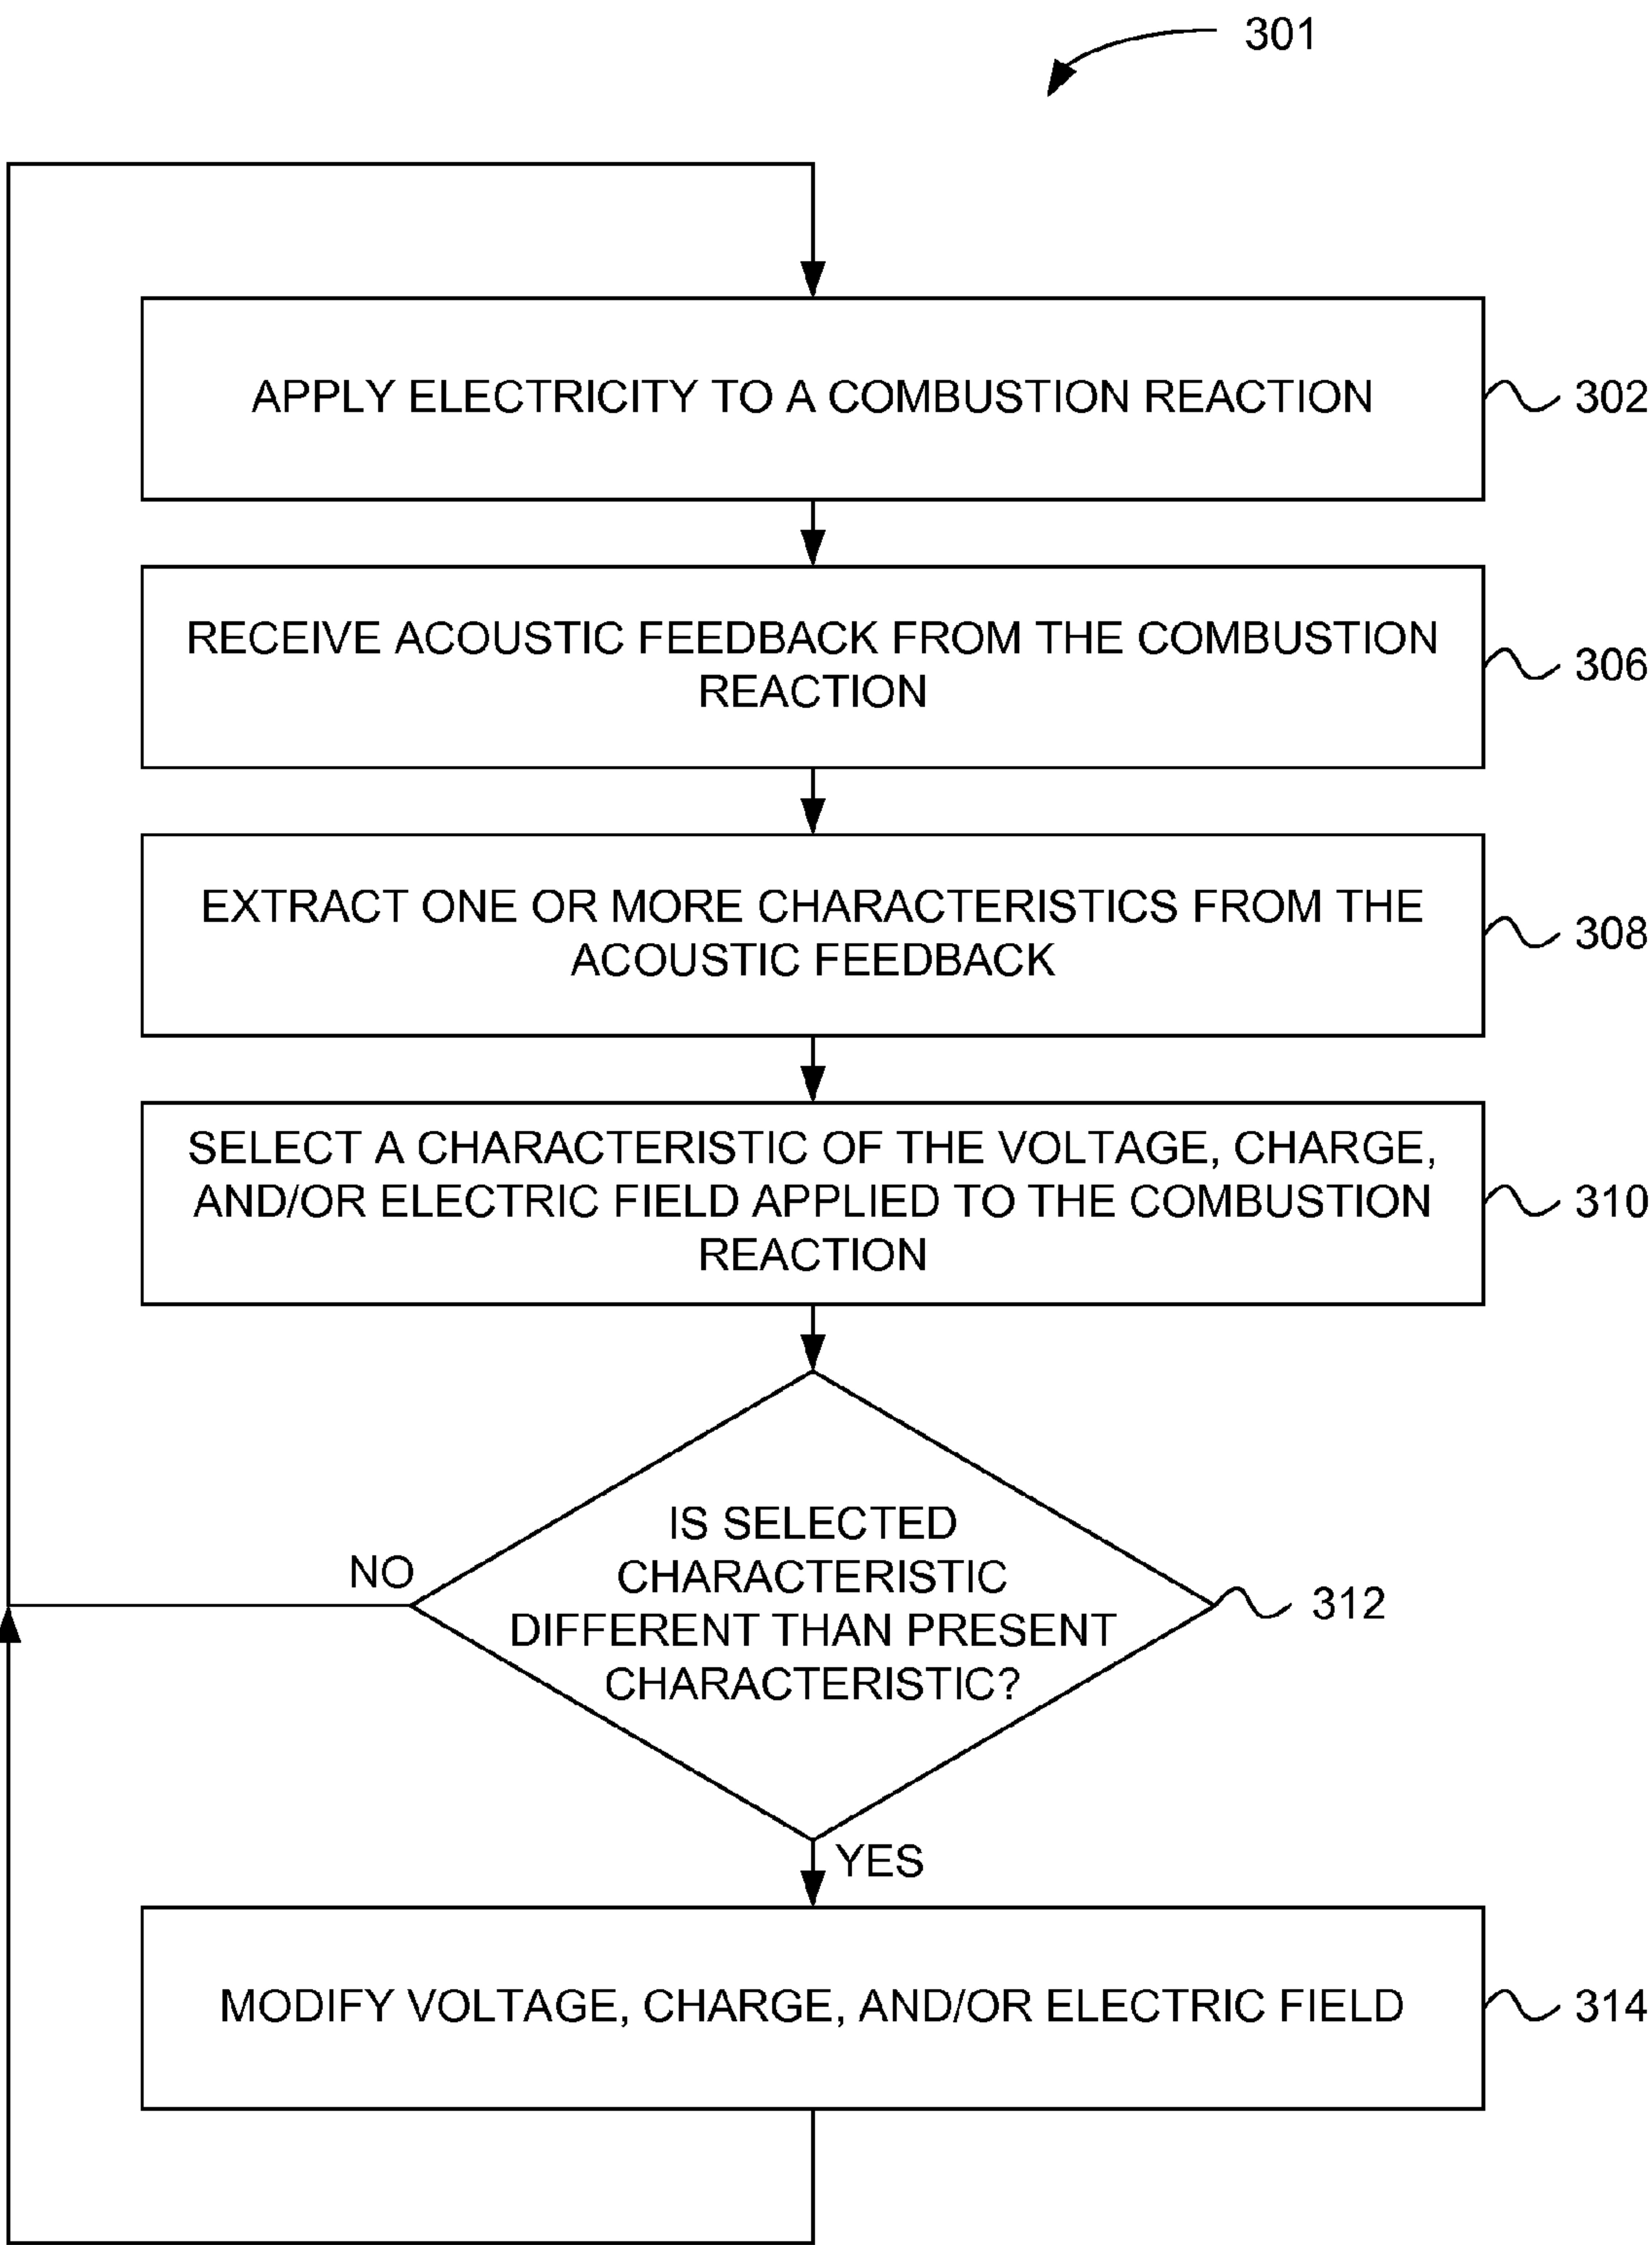 301
APPLY ELECTRICITY TO A COMBUSTION REACTION
302
RECEIVE ACOUSTIC FEEDBACK FROM THE COMBUSTION
REACTION
306
EXTRACT ONE OR MORE CHARACTERISTICS FROM THE
ACOUSTIC FEEDBACK
308
SELECT A CHARACTERISTIC OF THE VOLTAGE, CHARGE,
AND/OR ELECTRIC FIELD APPLIED TO THE COMBUSTION
REACTION
310
IS SELECTED
CHARACTERISTIC
DIFFERENT THAN PRESENT
CHARACTERISTIC?
312
NO
YES
MODIFY VOLTAGE, CHARGE, AND/OR ELECTRIC FIELD
314